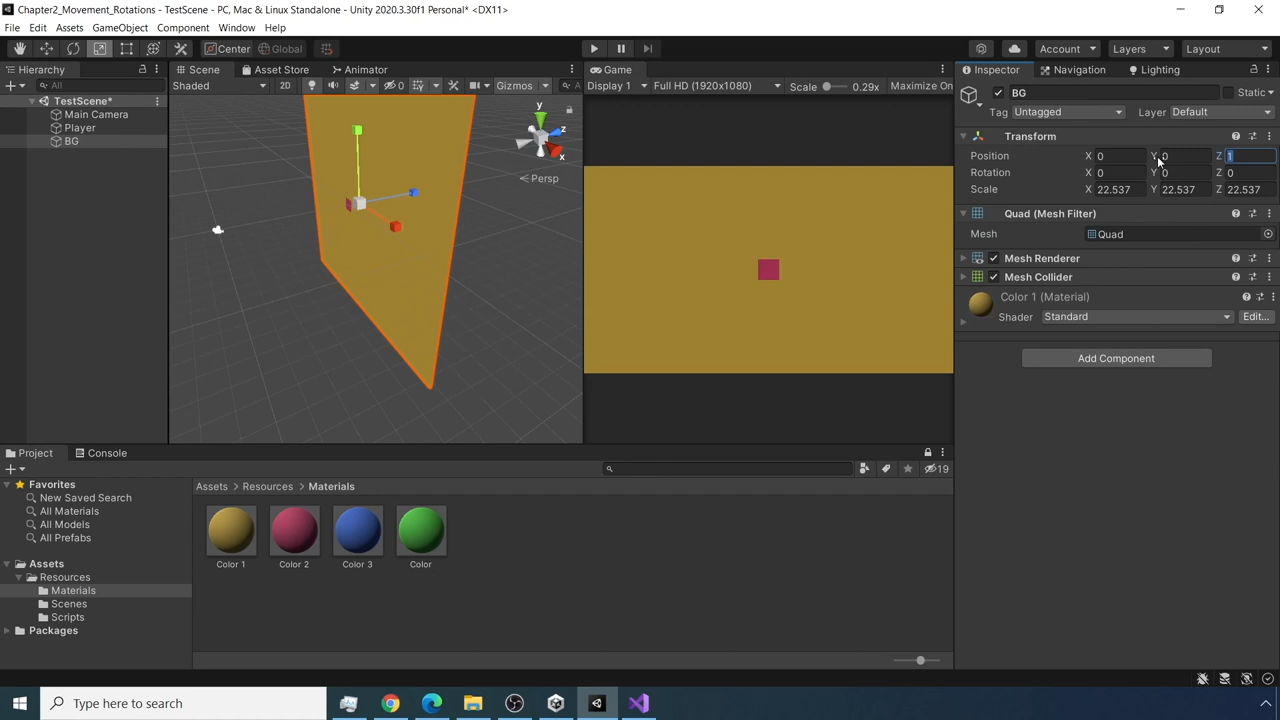 Chapter2_Movement_Rotations - TestScene - PC, Mac & Linux Standalone - Unity 2020.3.30f1 Personal* <DX11>
File Edit Assets GameObject Component Window Help
Center Global Account Layers Layout
Hierarchy Scene Asset Store Animator Game Inspector Navigation Lighting
All Shaded 2D 0 Gizmos A Display 1 Full HD (1920x1080) Scale 0.29x Maximize On BG Static
TestScene*
Main Camera
Player
BG
y
z
x
Persp
Tag Untagged Layer Default
Transform
Position X 0 Y 0 Z 1
Rotation X 0 Y 0 Z 0
Scale X 22.537 Y 22.537 Z 22.537
Quad (Mesh Filter)
Mesh Quad
Mesh Renderer
Mesh Collider
Color 1 (Material)
Shader Standard Edit...
Add Component
Project Console
19
Favorites
New Saved Search
All Materials
All Models
All Prefabs
Assets
Resources
Materials
Scenes
Scripts
Packages
Assets > Resources > Materials
Color 1 Color 2 Color 3 Color
Type here to search